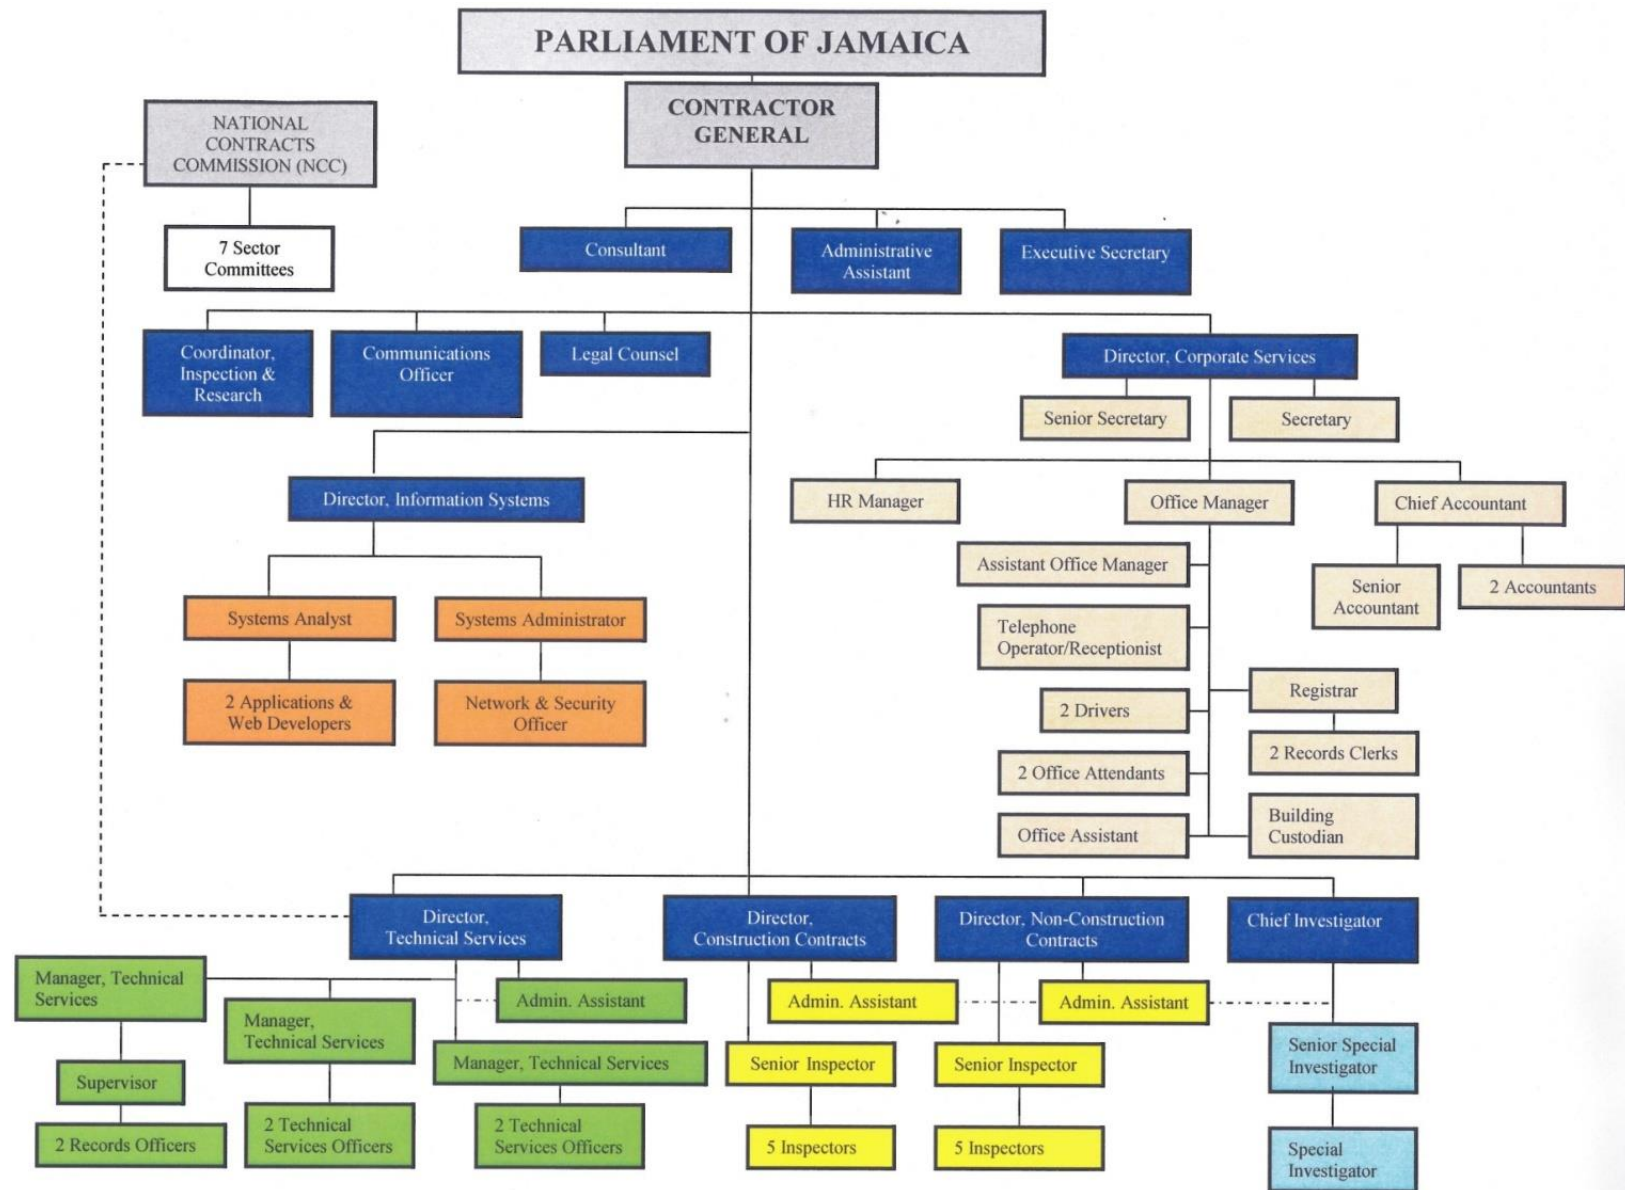 PARLIAMENT OF JAMAICA
CONTRACTOR
GENERAL
NATIONAL
CONTRACTS
COMMISSION (NCC)
7 Sector
Committees
Consultant
Administrative
Assistant
Executive Secretary
Coordinator,
Inspection &
Research
Communications
Officer
Legal Counsel
Director, Corporate Services
Senior Secretary
Secretary
Director, Information Systems
HR Manager
Office Manager
Chief Accountant
Assistant Office Manager
Senior
Accountant
2 Accountants
Systems Analyst
Systems Administrator
Telephone
Operator/Receptionist
2 Applications &
Web Developers
Network & Security
Officer
2 Drivers
Registrar
2 Office Attendants
2 Records Clerks
Office Assistant
Building
Custodian
Director,
Technical Services
Director,
Construction Contracts
Director, Non-Construction
Contracts
Chief Investigator
Manager, Technical
Services
Manager,
Technical Services
Admin. Assistant
Admin. Assistant
Admin. Assistant
Supervisor
Manager, Technical Services
Senior Inspector
Senior Inspector
Senior Special
Investigator
2 Records Officers
2 Technical
Services Officers
2 Technical
Services Officers
5 Inspectors
5 Inspectors
Special
Investigator